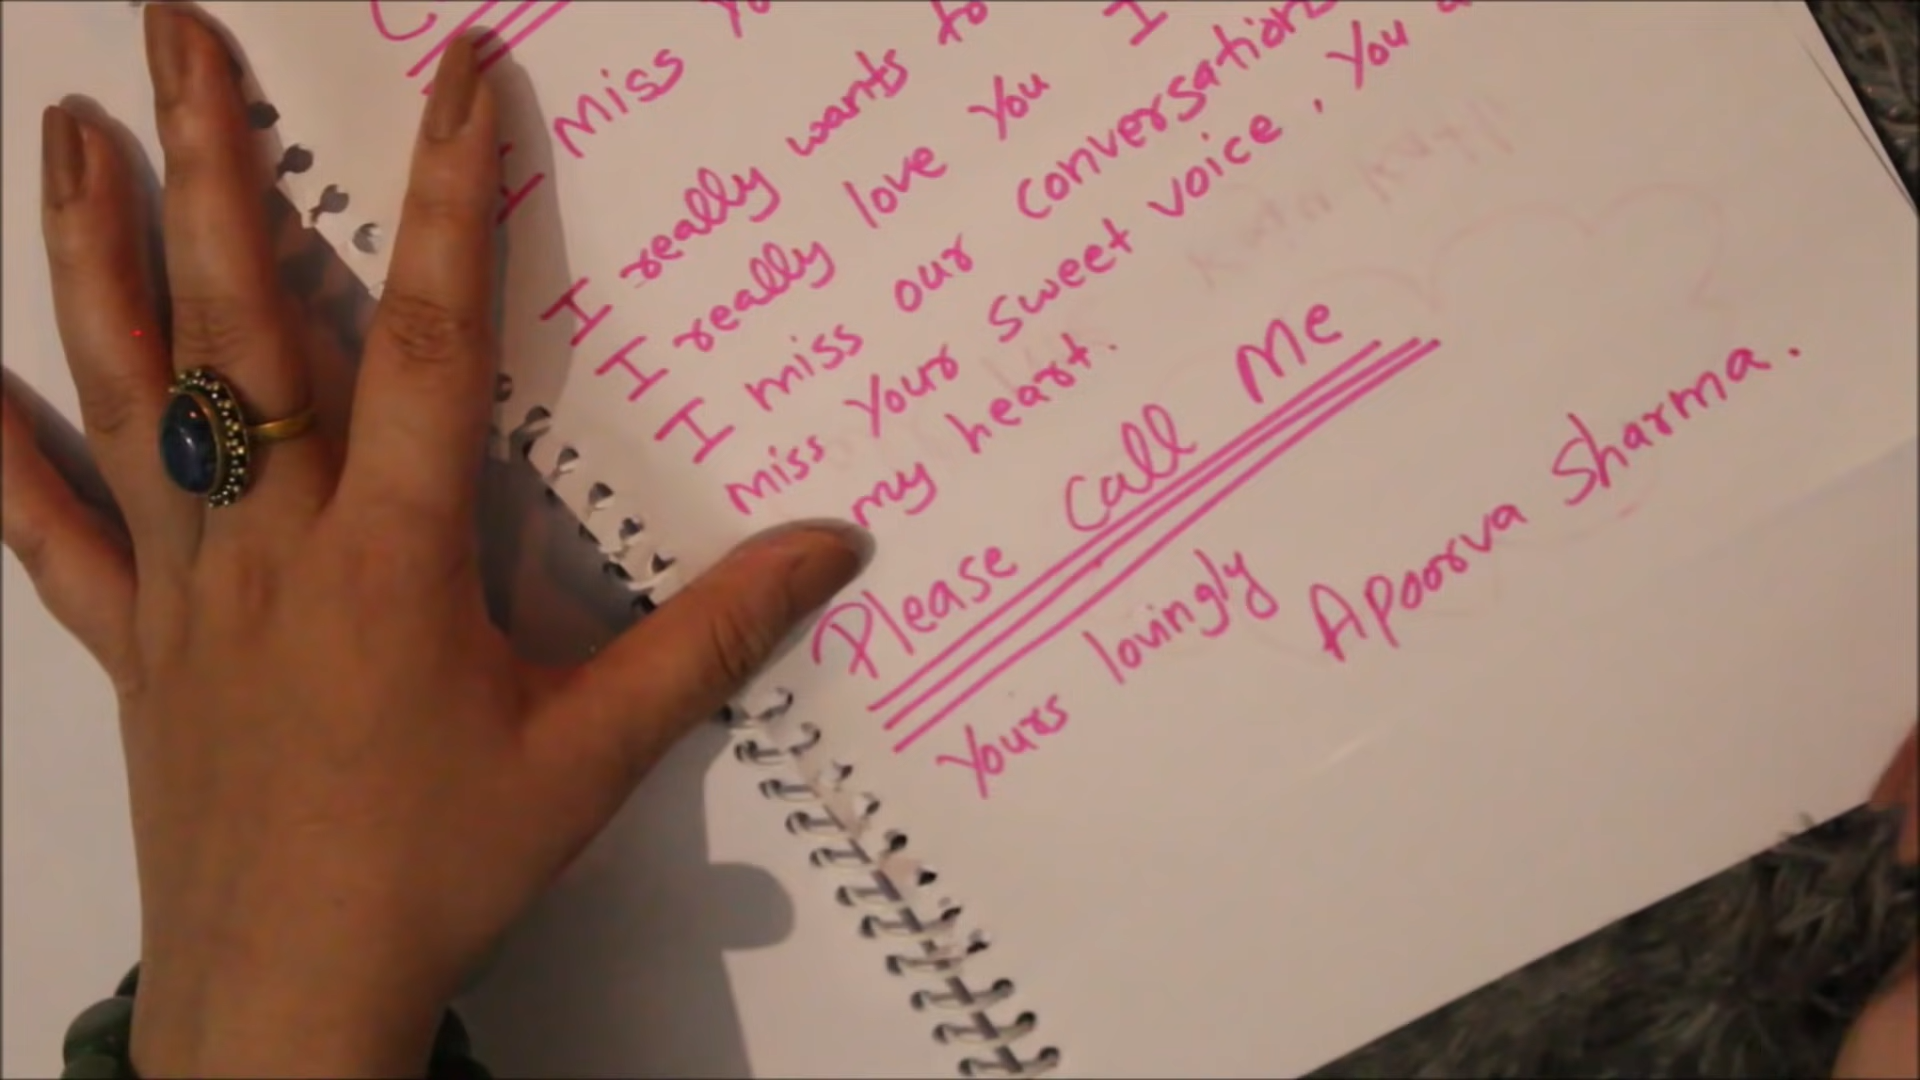 I miss
I really wants to
I really love You I
I miss our conversation
miss Your sweet voice, You
my heart.
Please Call Me
Yours lovingly
Apoorva Sharma.